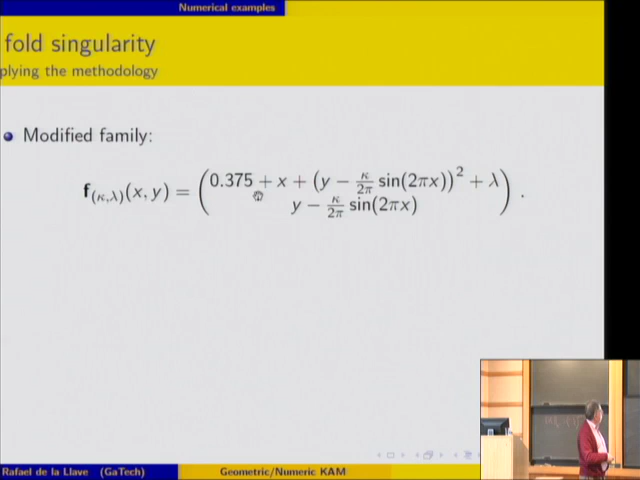 Numerical examples
fold singularity
plying the methodology
Modified family:
f(κ,λ)(x, y) = (0.375 + x + (y − κ/2π sin(2πx))² + λ
y − κ/2π sin(2πx)) .
Rafael de la Llave (GaTech) Geometric/Numeric KAM